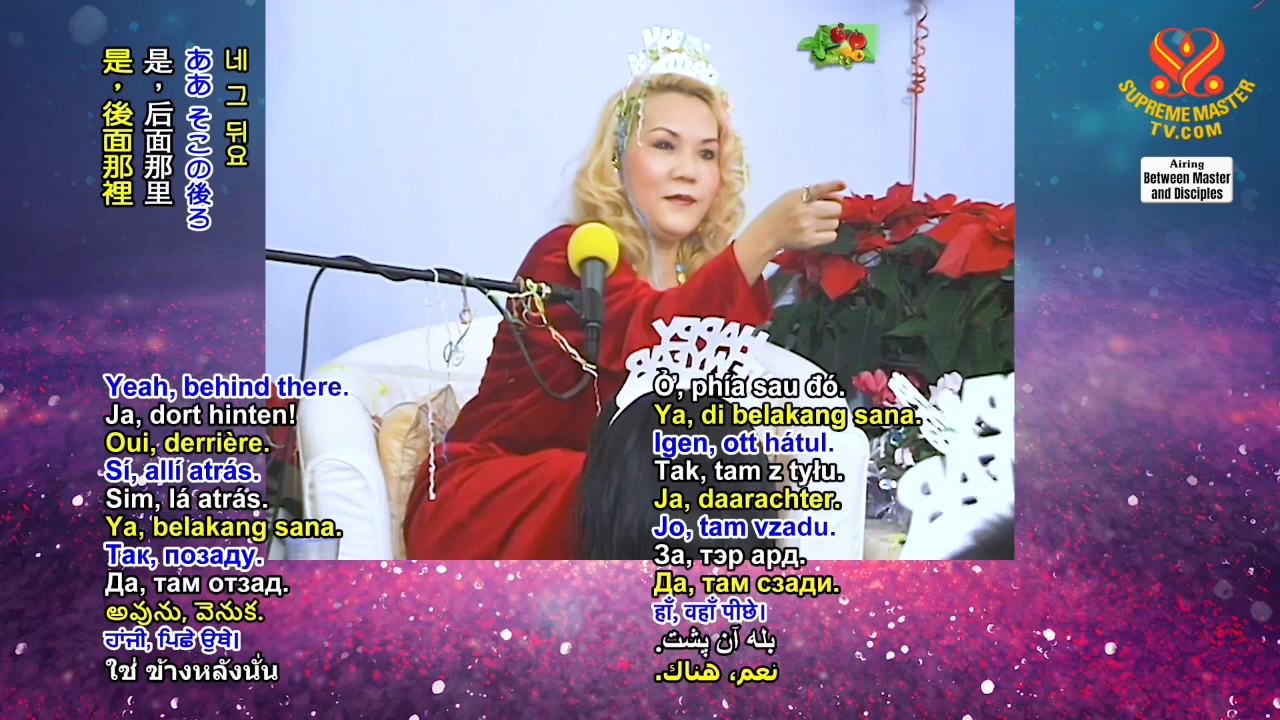 네 그 뒤요
ああ そこの後ろ
是，后面那里
是，後面那裡
SUPREME MASTER
TV.COM
Airing
Between Master
and Disciples
HAPPY
Yeah, behind there.
Ja, dort hinten!
Oui, derrière.
Sí, allí atrás.
Sim, lá atrás.
Ya, belakang sana.
Так, позаду.
Да, там отзад.
అవును, వెనుక.
ਹਾਂਜੀ, ਪਿਛੇ ਉਥੇ।
ใช่ ข้างหลังนั่น
Ở, phía sau đó.
Ya, di belakang sana.
Igen, ott hátul.
Tak, tam z tyłu.
Ja, daarachter.
Jo, tam vzadu.
За, тэр ард.
Да, там сзади.
हाँ, वहाँ पीछे।
بله آن پشت.
نعم، هناك.